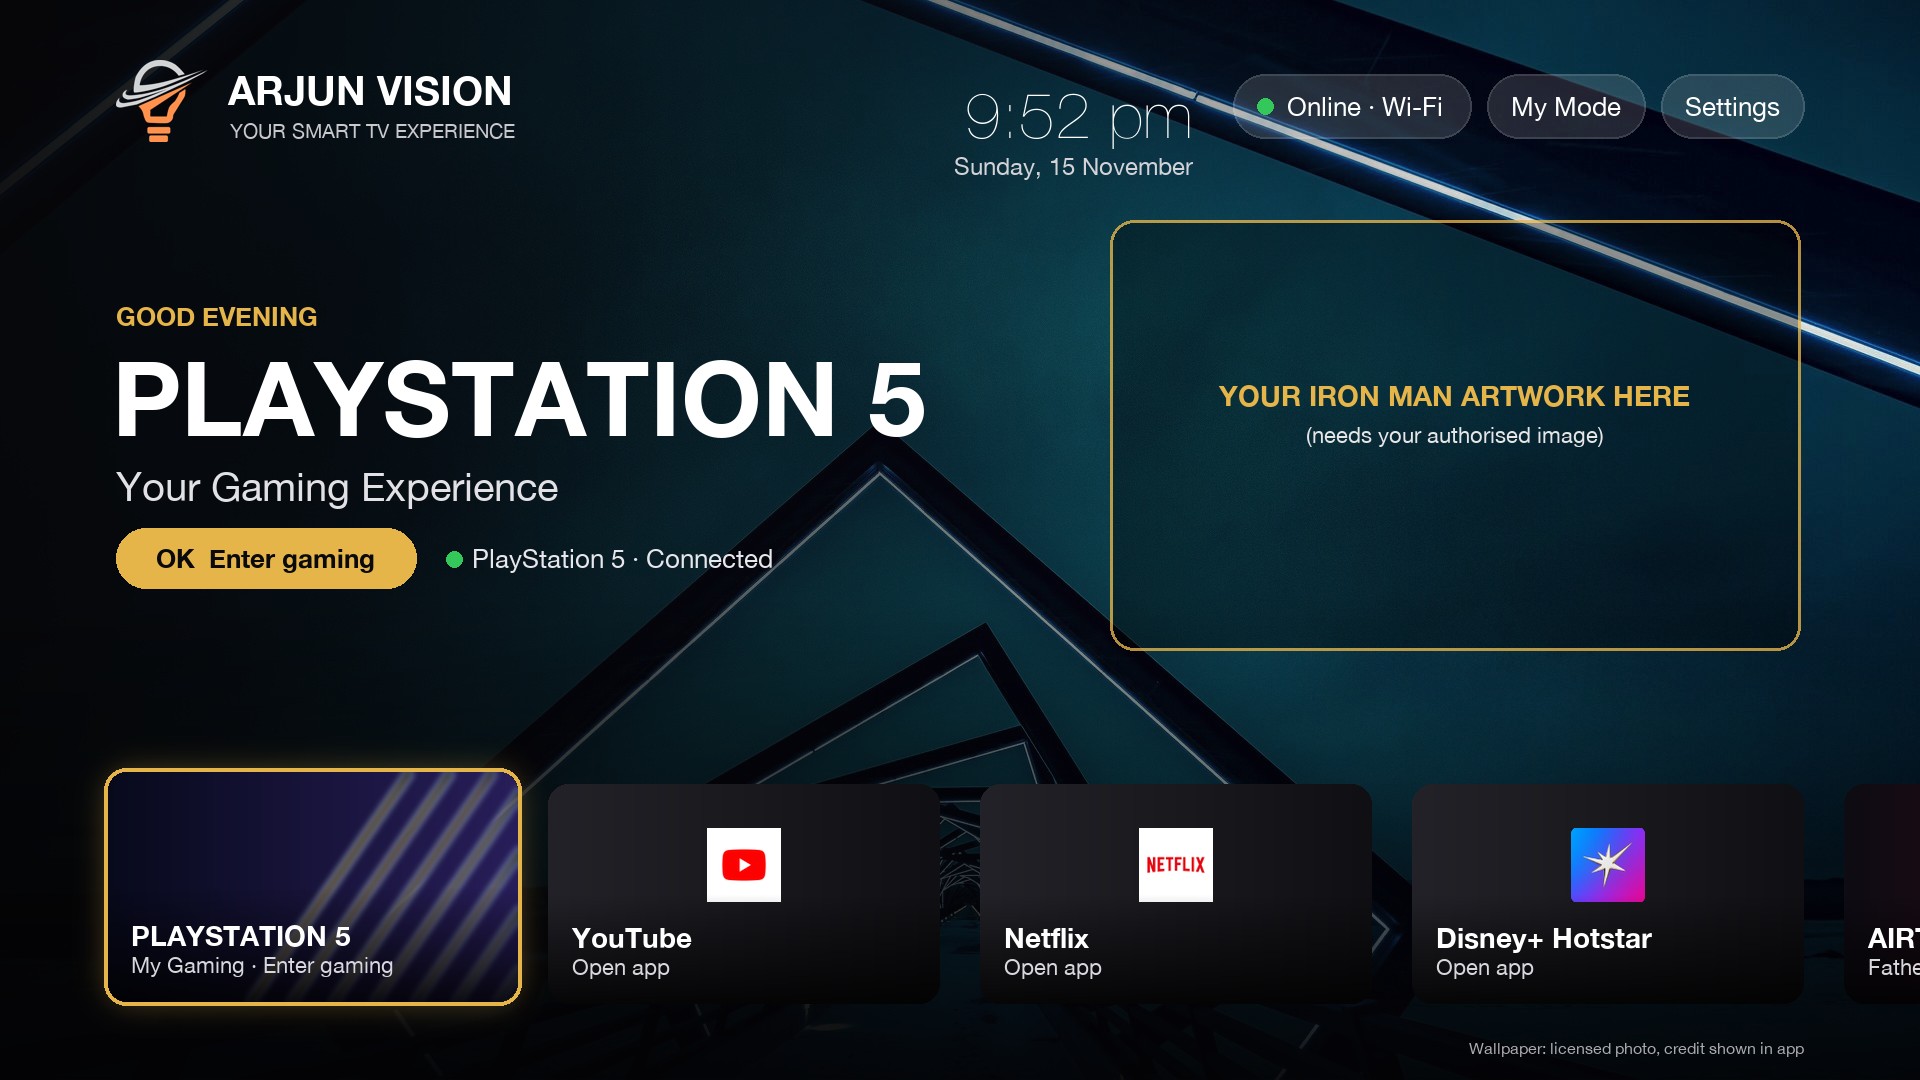 ARJUN VISION
YOUR SMART TV EXPERIENCE
9:52 pm
Sunday, 15 November
Online · Wi-Fi
My Mode
Settings
GOOD EVENING
PLAYSTATION 5
Your Gaming Experience
OK Enter gaming
PlayStation 5 · Connected
YOUR IRON MAN ARTWORK HERE
(needs your authorised image)
PLAYSTATION 5
My Gaming · Enter gaming
YouTube
Open app
NETFLIX
Netflix
Open app
Disney+ Hotstar
Open app
Wallpaper: licensed photo, credit shown in app